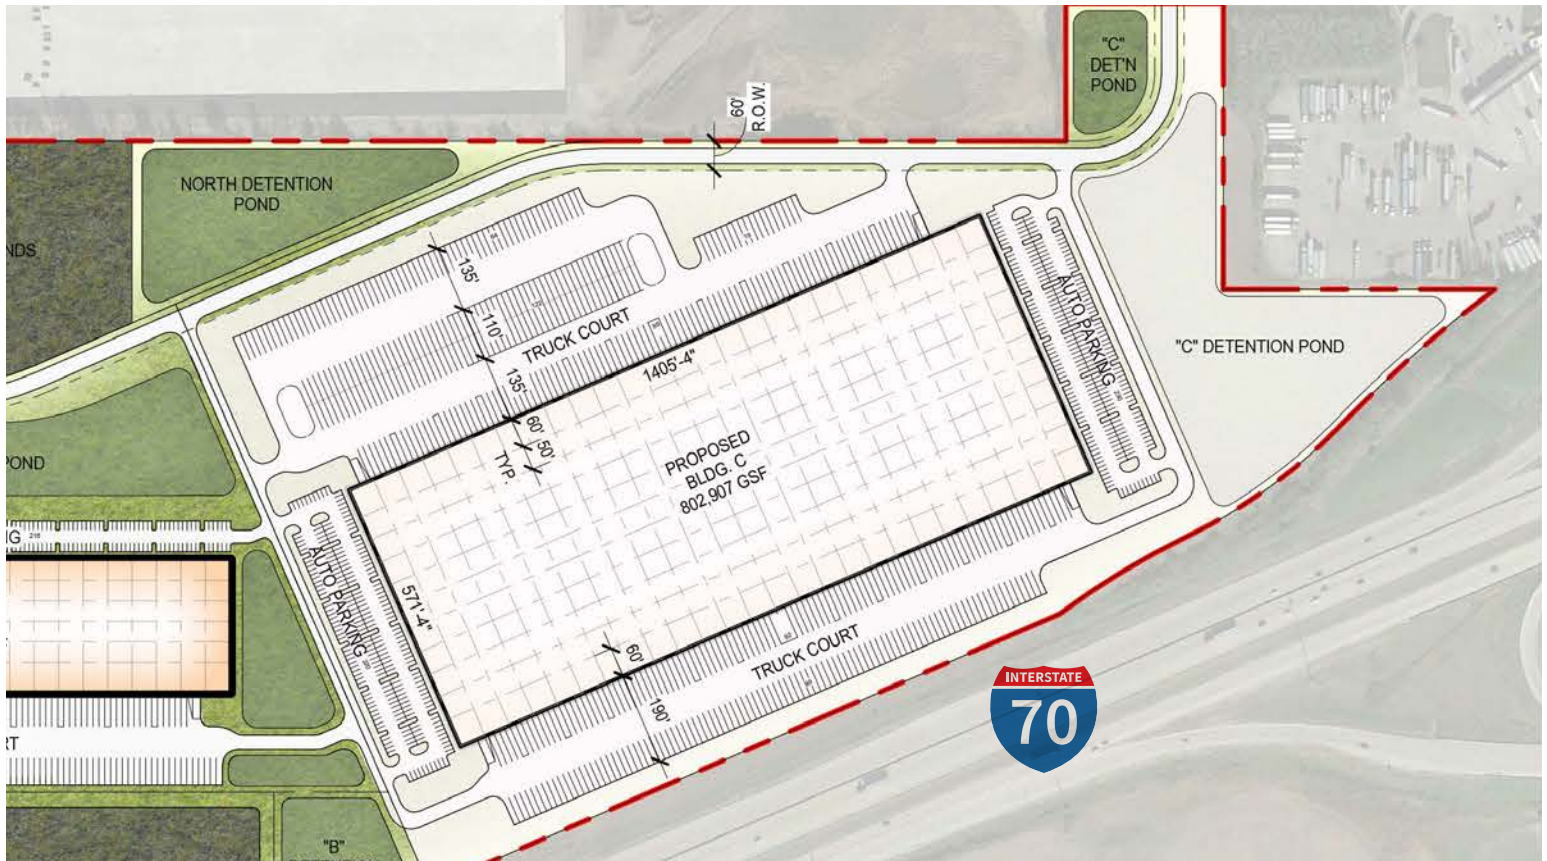 "C"
DET'N
POND
60'
R.O.W.
NORTH DETENTION
POND
NDS
135'
110'
135'
TRUCK COURT
1405'-4"
60'
50'
TYP.
AUTO PARKING
"C" DETENTION POND
PROPOSED
BLDG. C
802,907 GSF
POND
G
216
AUTO PARKING
571'-4"
60'
190'
TRUCK COURT
RT
INTERSTATE
70
"B"